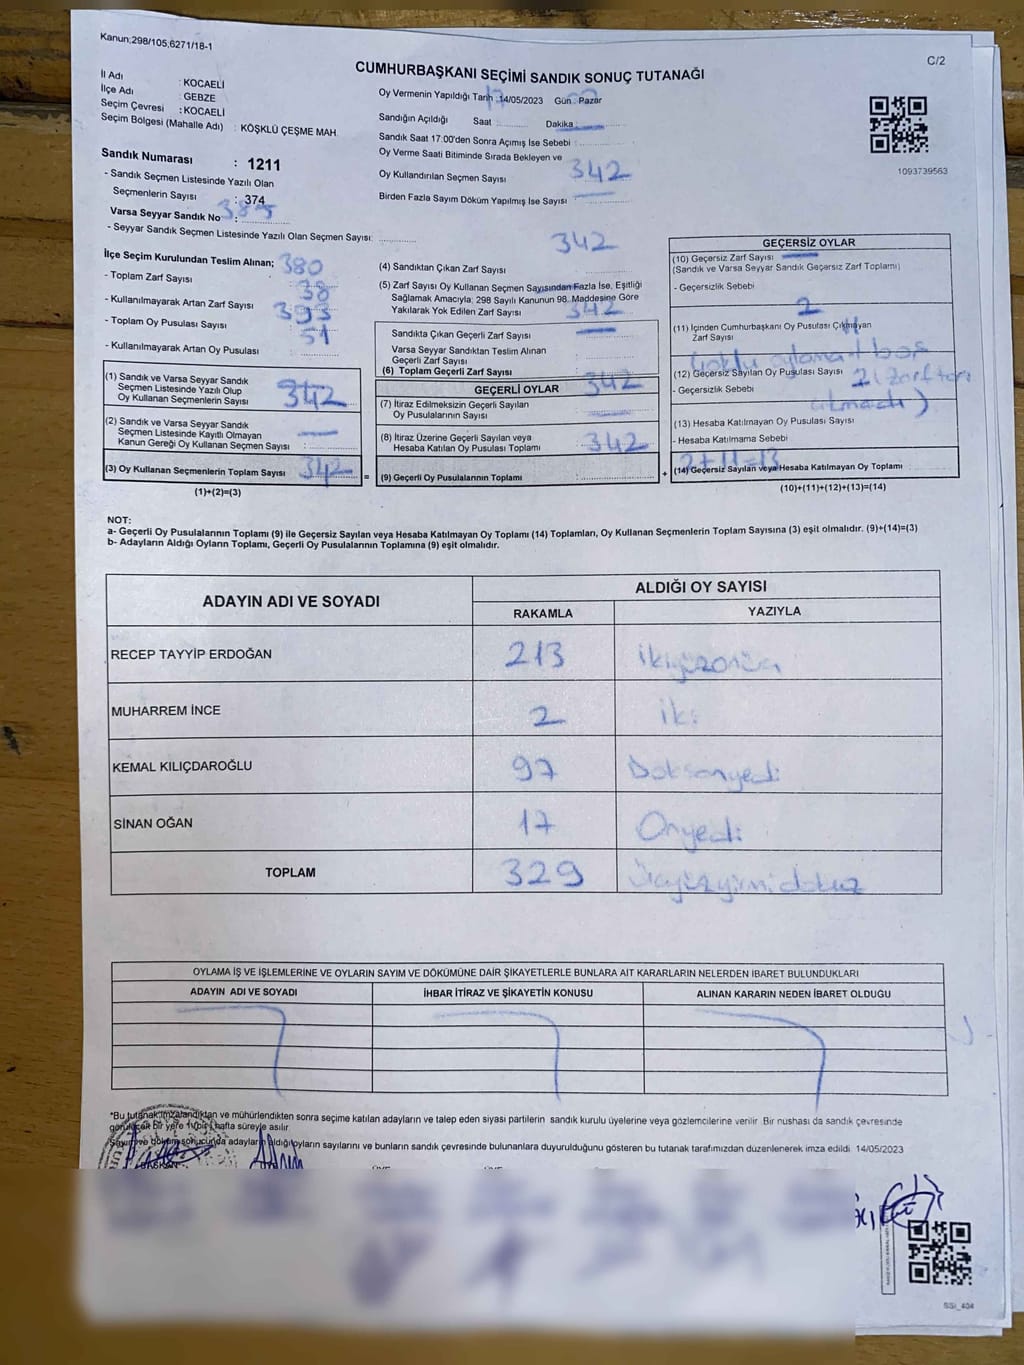 Kanun;298/105,6271/18-1
C/2
CUMHURBAŞKANI SEÇİMİ SANDIK SONUÇ TUTANAĞI
İl Adı : KOCAELİ
İlçe Adı : GEBZE
Seçim Çevresi : KOCAELİ
Seçim Bölgesi (Mahalle Adı) : KÖŞKLÜ ÇEŞME MAH.
Sandık Numarası : 1211
- Sandık Seçmen Listesinde Yazılı Olan
Seçmenlerin Sayısı : 374
385
Varsa Seyyar Sandık No :
- Seyyar Sandık Seçmen Listesinde Yazılı Olan Seçmen Sayısı:
İlçe Seçim Kurulundan Teslim Alınan; 380
- Toplam Zarf Sayısı
38
- Kullanılmayarak Artan Zarf Sayısı
393
- Toplam Oy Pusulası Sayısı
51
- Kullanılmayarak Artan Oy Pusulası
Oy Vermenin Yapıldığı Tarih :14/05/2023 Gün : Pazar
17
Sandığın Açıldığı Saat : Dakika :
Sandık Saat 17:00'den Sonra Açımış İse Sebebi :
Oy Verme Saati Bitiminde Sırada Bekleyen ve
Oy Kullandırılan Seçmen Sayısı 342
Birden Fazla Sayım Döküm Yapılmış İse Sayısı :
1093739563
342
(4) Sandıktan Çıkan Zarf Sayısı
(5) Zarf Sayısı Oy Kullanan Seçmen Sayısından Fazla İse, Eşitliği
Sağlamak Amacıyla; 298 Sayılı Kanunun 98. Maddesine Göre
Yakılarak Yok Edilen Zarf Sayısı 342
Sandıkta Çıkan Geçerli Zarf Sayısı
Varsa Seyyar Sandıktan Teslim Alınan
Geçerli Zarf Sayısı
(6) Toplam Geçerli Zarf Sayısı
342
(1) Sandık ve Varsa Seyyar Sandık
Seçmen Listesinde Yazılı Olup
Oy Kullanan Seçmenlerin Sayısı 342
(2) Sandık ve Varsa Seyyar Sandık
Seçmen Listesinde Kayıtlı Olmayan
Kanun Gereği Oy Kullanan Seçmen Sayısı :
(3) Oy Kullanan Seçmenlerin Toplam Sayısı 342 =
(1)+(2)=(3)
GEÇERLİ OYLAR
(7) İtiraz Edilmeksizin Geçerli Sayılan
Oy Pusulalarının Sayısı
(8) İtiraz Üzerine Geçerli Sayılan veya
Hesaba Katılan Oy Pusulası Toplamı 342
(9) Geçerli Oy Pusulalarının Toplamı : +
GEÇERSİZ OYLAR
(10) Geçersiz Zarf Sayısı
(Sandık ve Varsa Seyyar Sandık Geçersiz Zarf Toplamı)
- Geçersizlik Sebebi
2
(11) İçinden Cumhurbaşkanı Oy Pusulası Çıkmayan
Zarf Sayısı
11
(12) Geçersiz Sayılan Oy Pusulası Sayısı
- Geçersizlik Sebebi
(13) Hesaba Katılmayan Oy Pusulası Sayısı
- Hesaba Katılmama Sebebi
2+11=13
(14) Geçersiz Sayılan veya Hesaba Katılmayan Oy Toplamı :
(10)+(11)+(12)+(13)=(14)
NOT:
a- Geçerli Oy Pusulalarının Toplamı (9) ile Geçersiz Sayılan veya Hesaba Katılmayan Oy Toplamı (14) Toplamları, Oy Kullanan Seçmenlerin Toplam Sayısına (3) eşit olmalıdır. (9)+(14)=(3)
b- Adayların Aldığı Oyların Toplamı, Geçerli Oy Pusulalarının Toplamına (9) eşit olmalıdır.
ADAYIN ADI VE SOYADI ALDIĞI OY SAYISI
RAKAMLA YAZIYLA
RECEP TAYYİP ERDOĞAN 213 ikiyüzonüç
MUHARREM İNCE 2 iki
KEMAL KILIÇDAROĞLU 97 Doksanyedi
SİNAN OĞAN 17 Onyedi
TOPLAM 329 üçyüzyirmidokuz
OYLAMA İŞ VE İŞLEMLERİNE VE OYLARIN SAYIM VE DÖKÜMÜNE DAİR ŞİKAYETLERLE BUNLARA AİT KARARLARIN NELERDEN İBARET BULUNDUKLARI
ADAYIN ADI VE SOYADI İHBAR İTİRAZ VE ŞİKAYETİN KONUSU ALINAN KARARIN NEDEN İBARET OLDUĞU
*Bu tutanak,imzalandıktan ve mühürlendikten sonra seçime katılan adayların ve talep eden siyasi partilerin sandık kurulu üyelerine veya gözlemcilerine verilir. Bir nüshası da sandık çevresinde
görülecek bir yere 1(bir) hafta süreyle asılır.
Sayım ve döküm sonucunda adayların aldığı oyların sayılarını ve bunların sandık çevresinde bulunanlara duyurulduğunu gösteren bu tutanak tarafımızdan düzenlenerek imza edildi. 14/05/2023
BAŞKAN
SSI_404